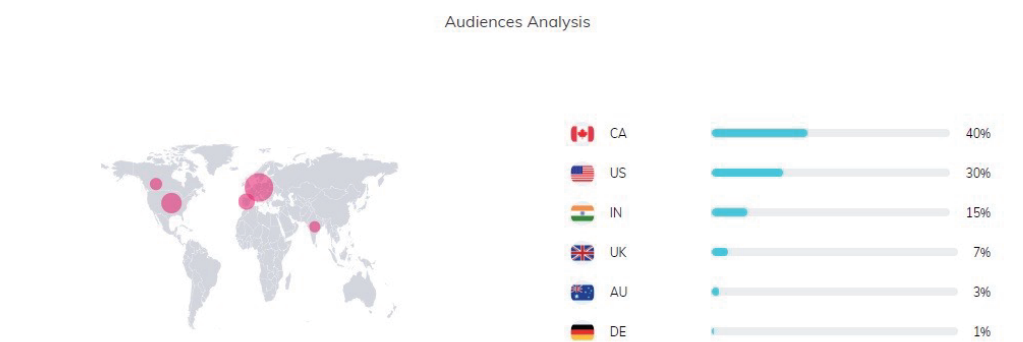 Audiences Analysis
CA 40%
US 30%
IN 15%
UK 7%
AU 3%
DE 1%